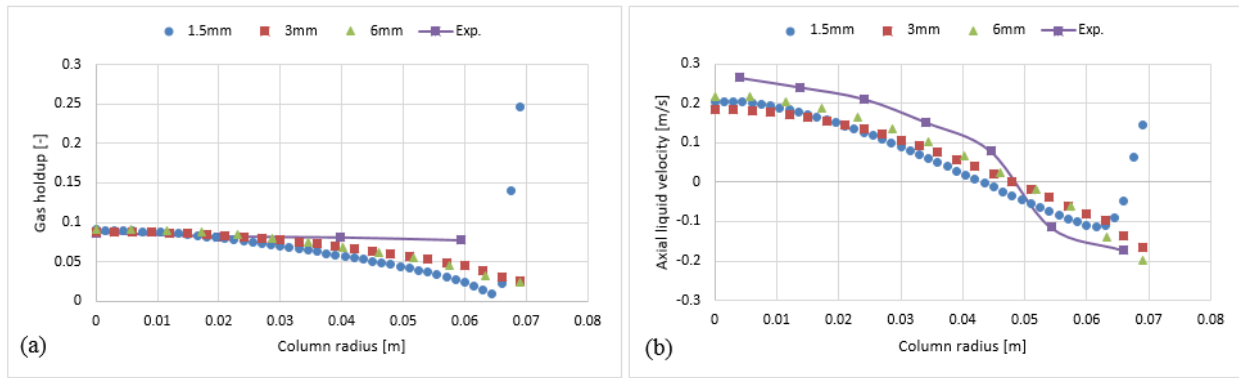 1.5mm 3mm 6mm Exp.
0.3
0.25
0.2
0.15
0.1
0.05
0
Gas holdup [-]
0 0.01 0.02 0.03 0.04 0.05 0.06 0.07 0.08
Column radius [m]
(a)
1.5mm 3mm 6mm Exp.
0.3
0.2
0.1
0
-0.1
-0.2
-0.3
Axial liquid velocity [m/s]
0 0.01 0.02 0.03 0.04 0.05 0.06 0.07 0.08
Column radius [m]
(b)